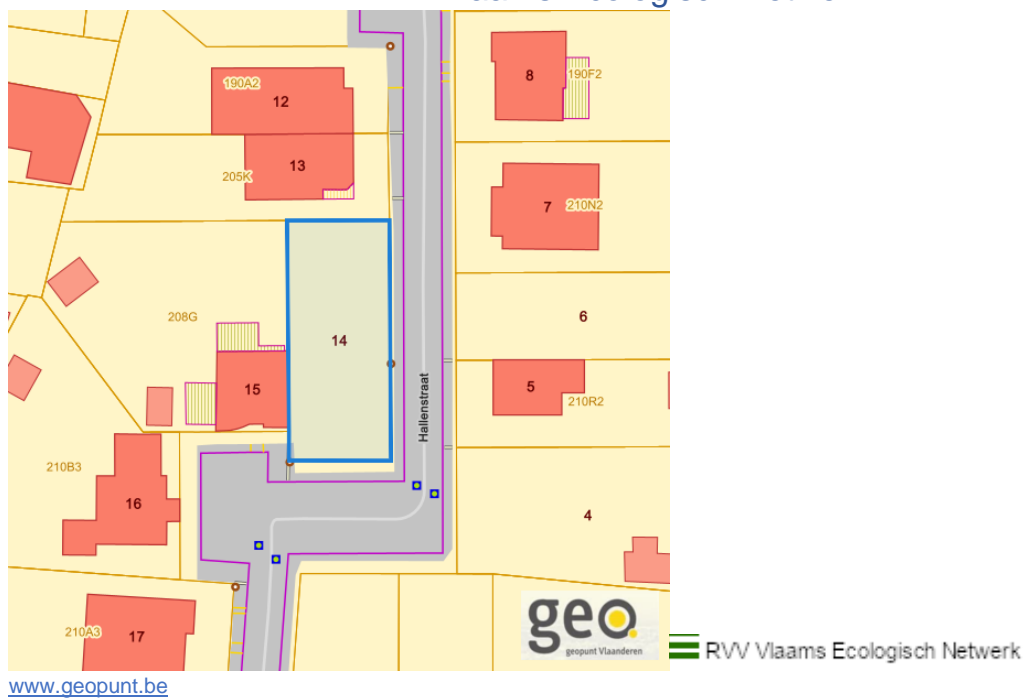 8
190F2
190A2
12
13
205K
7
210N2
208G
14
6
15
5
210R2
Hallenstraat
210B3
16
4
210A3
17
geo
geopunt Vlaanderen
RVV Vlaams Ecologisch Netwerk
www.geopunt.be